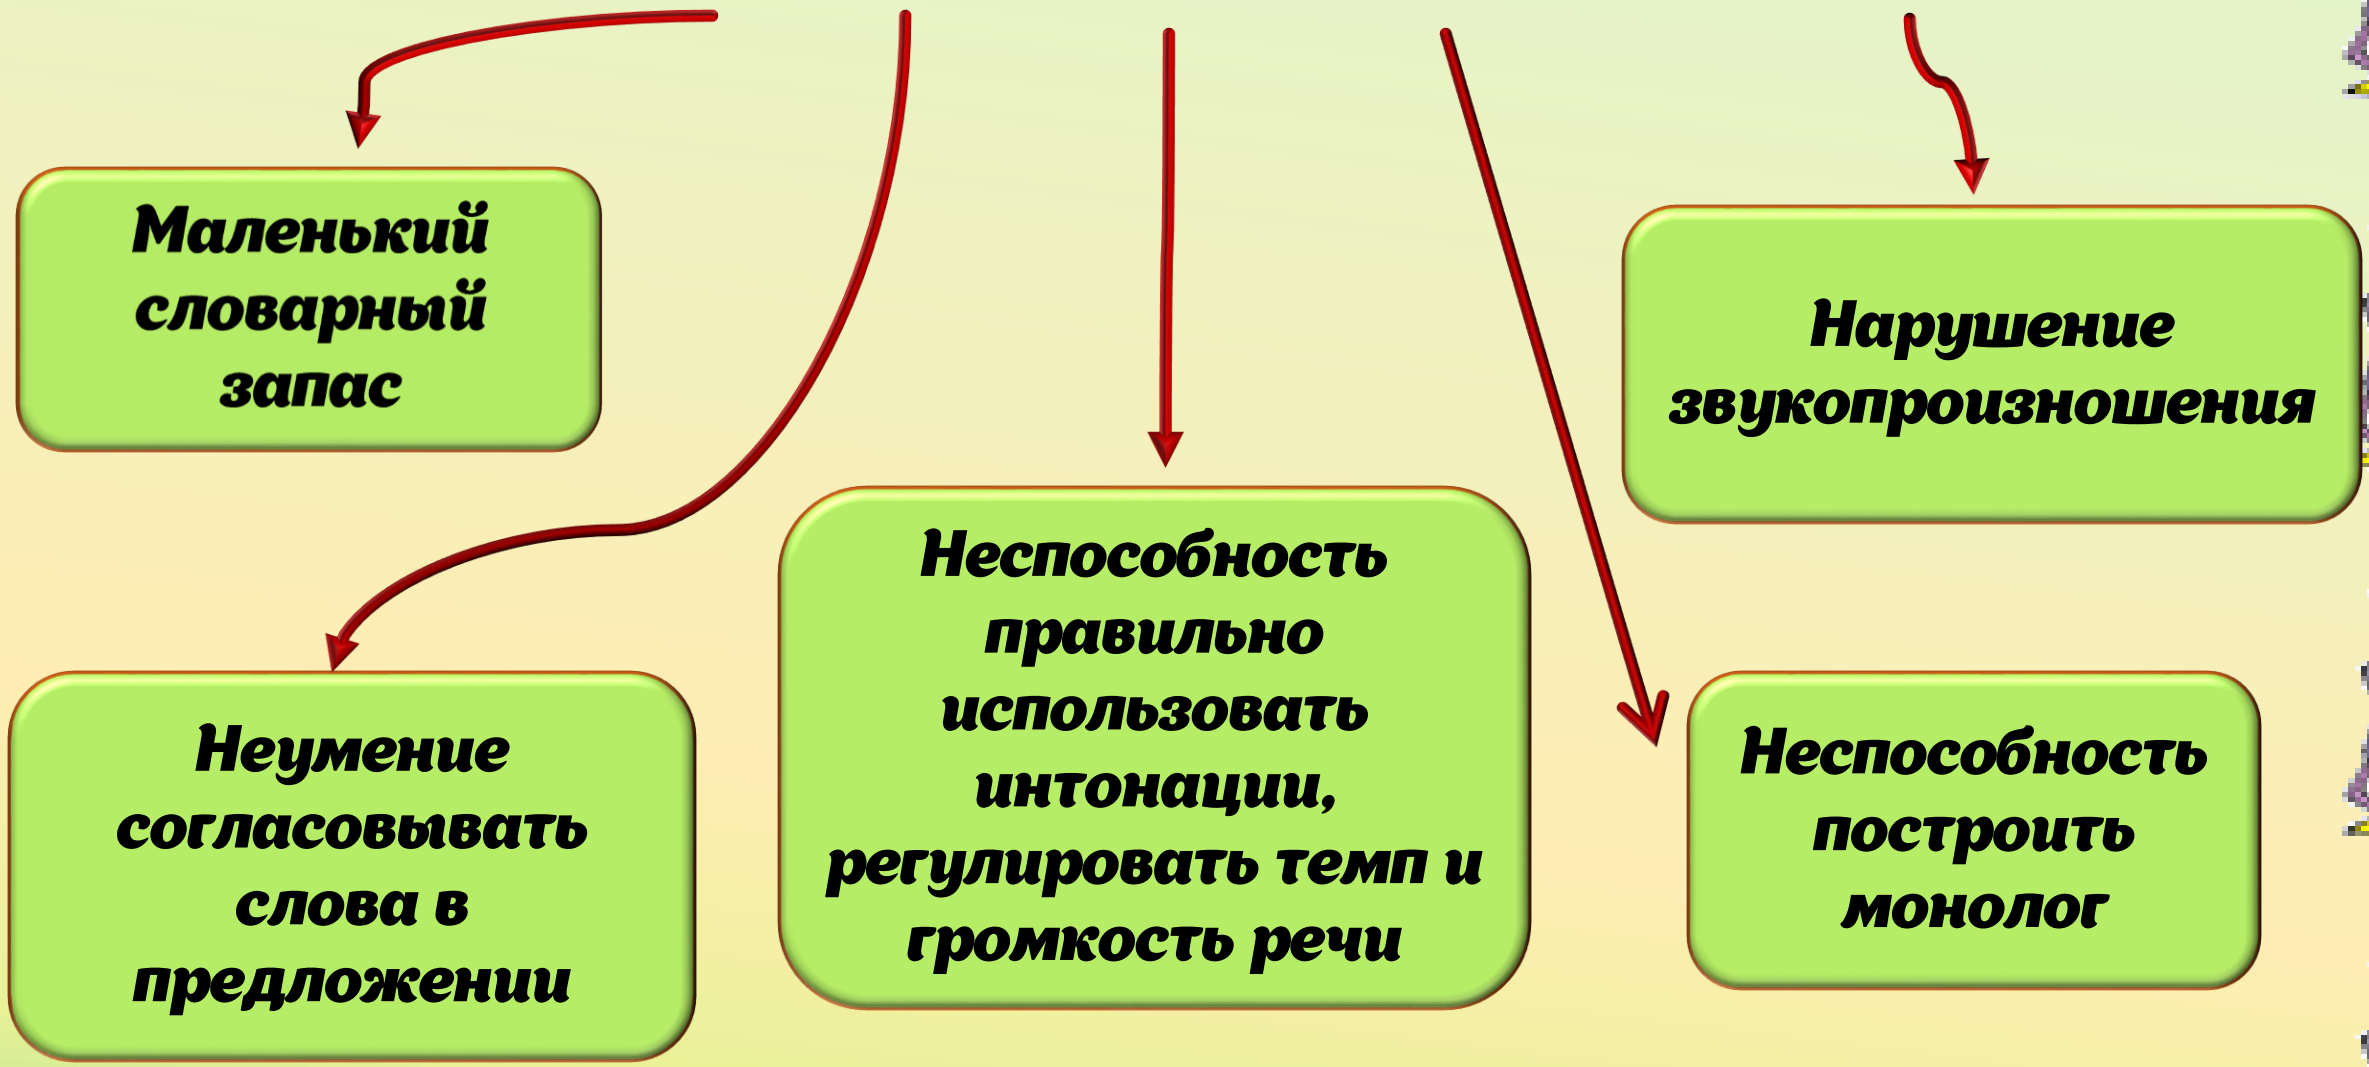 Маленький
словарный
запас
Нарушение
звукопроизношения
Неспособность
правильно
использовать
интонации,
регулировать темп и
громкость речи
Неумение
согласовывать
слова в
предложении
Неспособность
построить
монолог